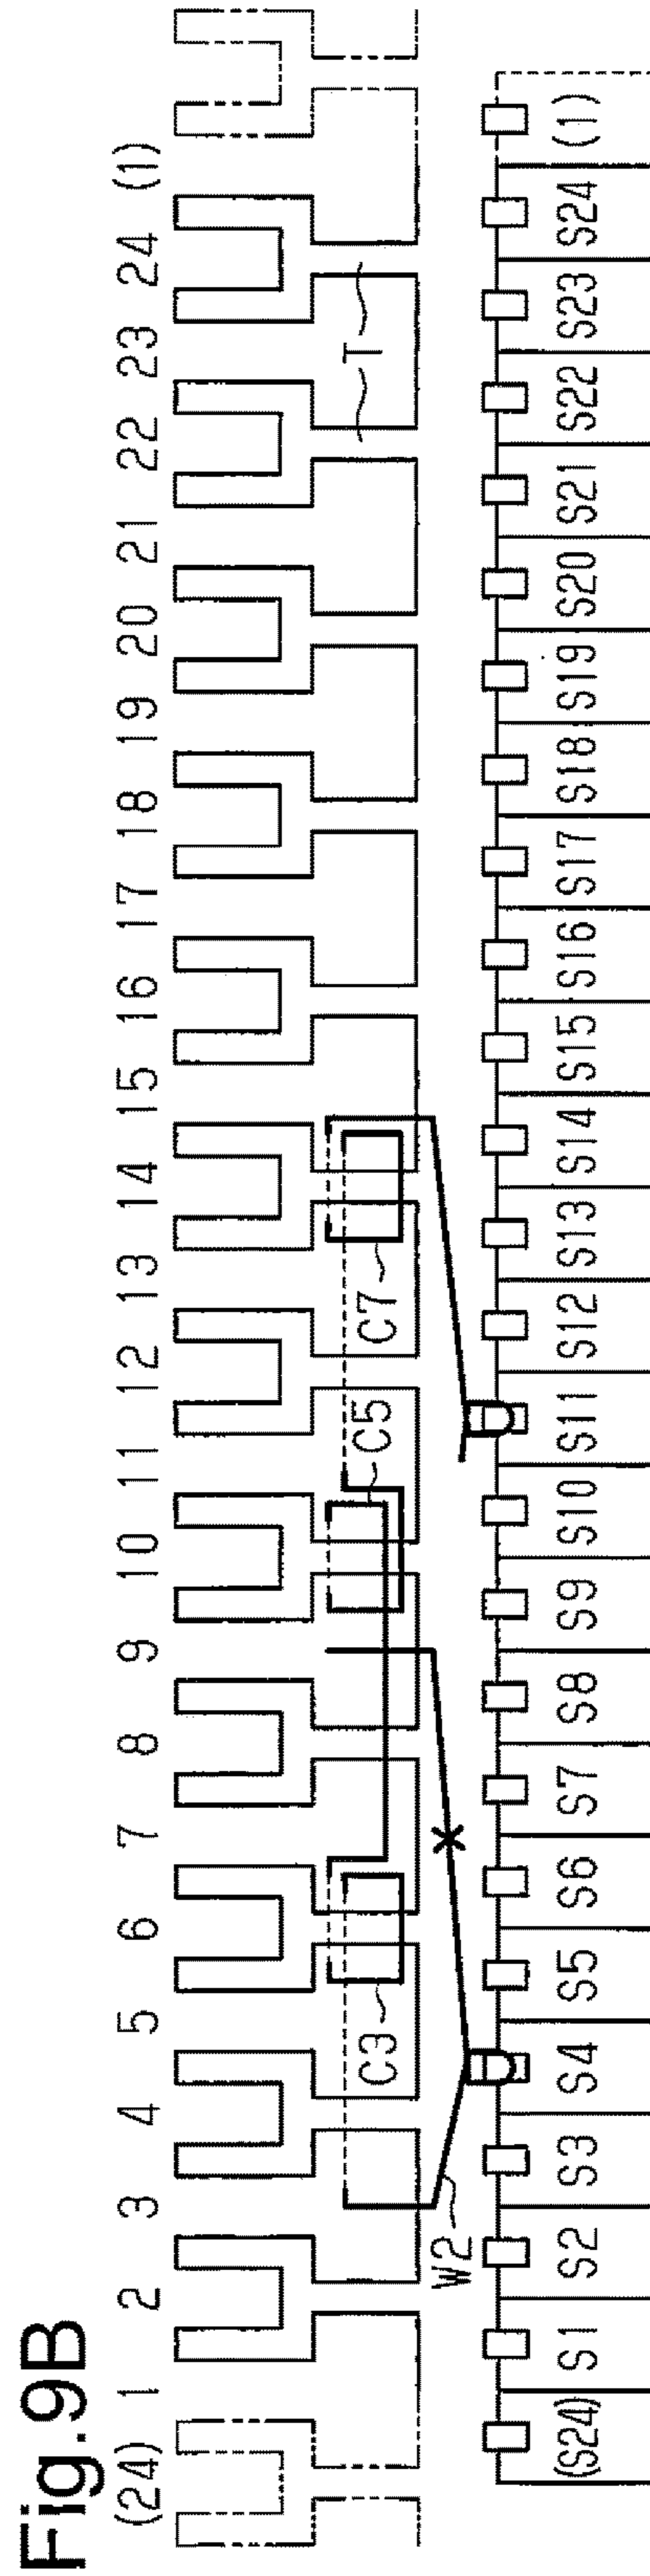 Fig.9B
(24) 1 2 3 4 5 6 7 8 9 10 11 12 13 14 15 16 17 18 19 20 21 22 23 24 (1)
T
C3 C5 C7
W2
(S24) S1 S2 S3 S4 S5 S6 S7 S8 S9 S10 S11 S12 S13 S14 S15 S16 S17 S18 S19 S20 S21 S22 S23 S24 (1)